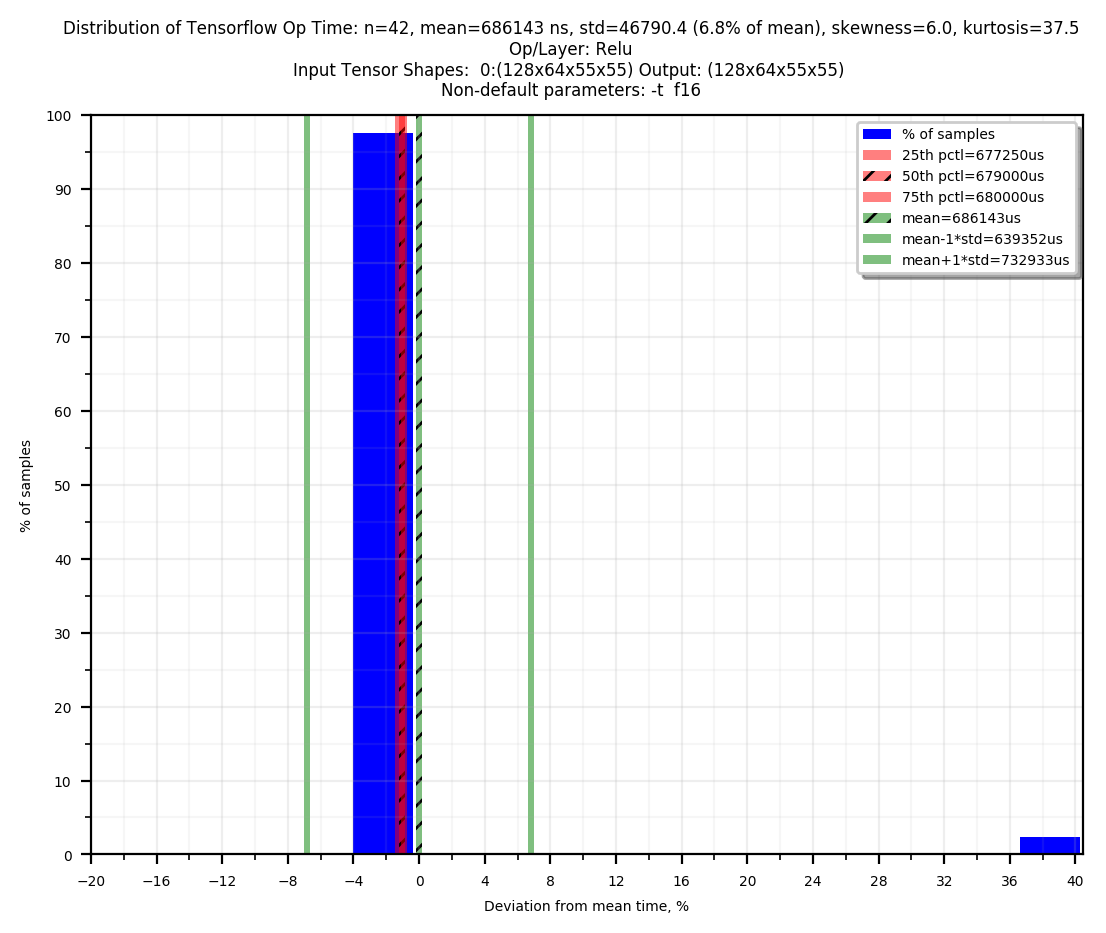 Distribution of Tensorflow Op Time: n=42, mean=686143 ns, std=46790.4 (6.8% of mean), skewness=6.0, kurtosis=37.5
Op/Layer: Relu
Input Tensor Shapes:  0:(128x64x55x55) Output: (128x64x55x55)
Non-default parameters: -t  f16
% of samples
25th pctl=677250us
50th pctl=679000us
75th pctl=680000us
mean=686143us
mean-1*std=639352us
mean+1*std=732933us
100
90
80
70
60
50
40
30
20
10
0
% of samples
−20 −16 −12 −8 −4 0 4 8 12 16 20 24 28 32 36 40
Deviation from mean time, %